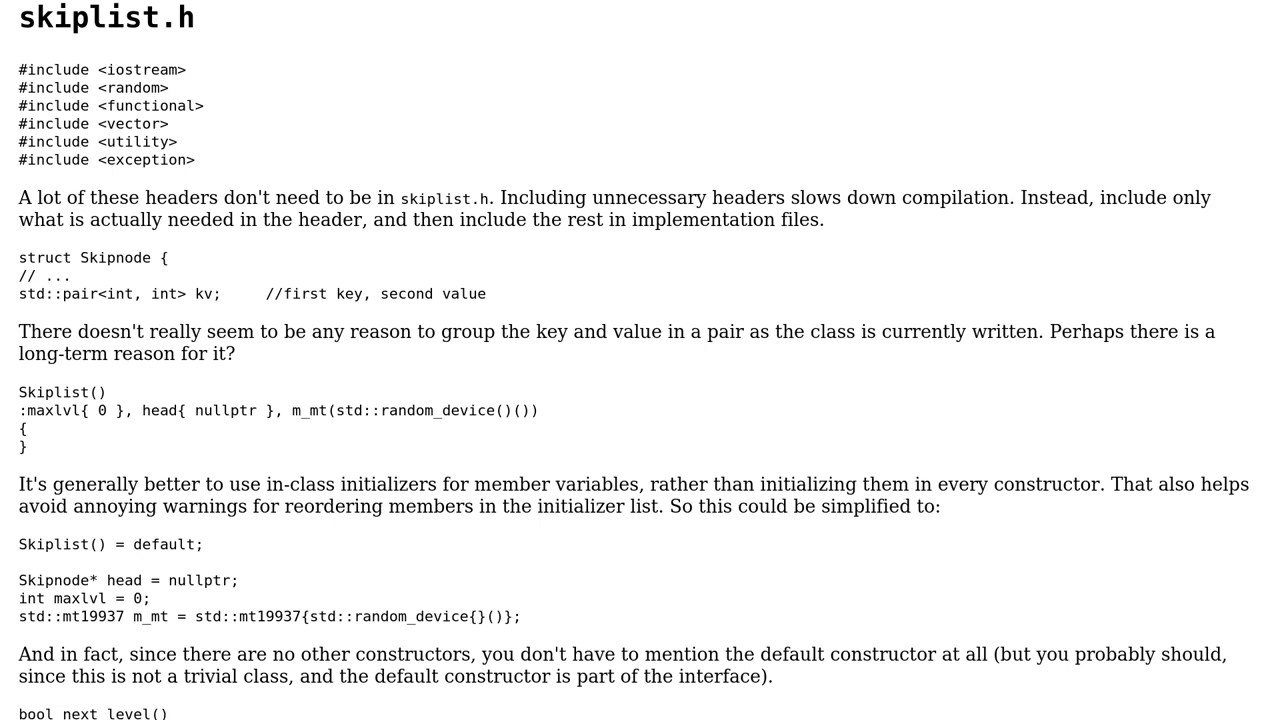 skiplist.h
#include <iostream>
#include <random>
#include <functional>
#include <vector>
#include <utility>
#include <exception>
A lot of these headers don't need to be in skiplist.h. Including unnecessary headers slows down compilation. Instead, include only
what is actually needed in the header, and then include the rest in implementation files.
struct Skipnode {
// ...
std::pair<int, int> kv;     //first key, second value
There doesn't really seem to be any reason to group the key and value in a pair as the class is currently written. Perhaps there is a
long-term reason for it?
Skiplist()
:maxlvl{ 0 }, head{ nullptr }, m_mt(std::random_device()())
{
}
It's generally better to use in-class initializers for member variables, rather than initializing them in every constructor. That also helps
avoid annoying warnings for reordering members in the initializer list. So this could be simplified to:
Skiplist() = default;
Skipnode* head = nullptr;
int maxlvl = 0;
std::mt19937 m_mt = std::mt19937{std::random_device{}()};
And in fact, since there are no other constructors, you don't have to mention the default constructor at all (but you probably should,
since this is not a trivial class, and the default constructor is part of the interface).
bool next_level()